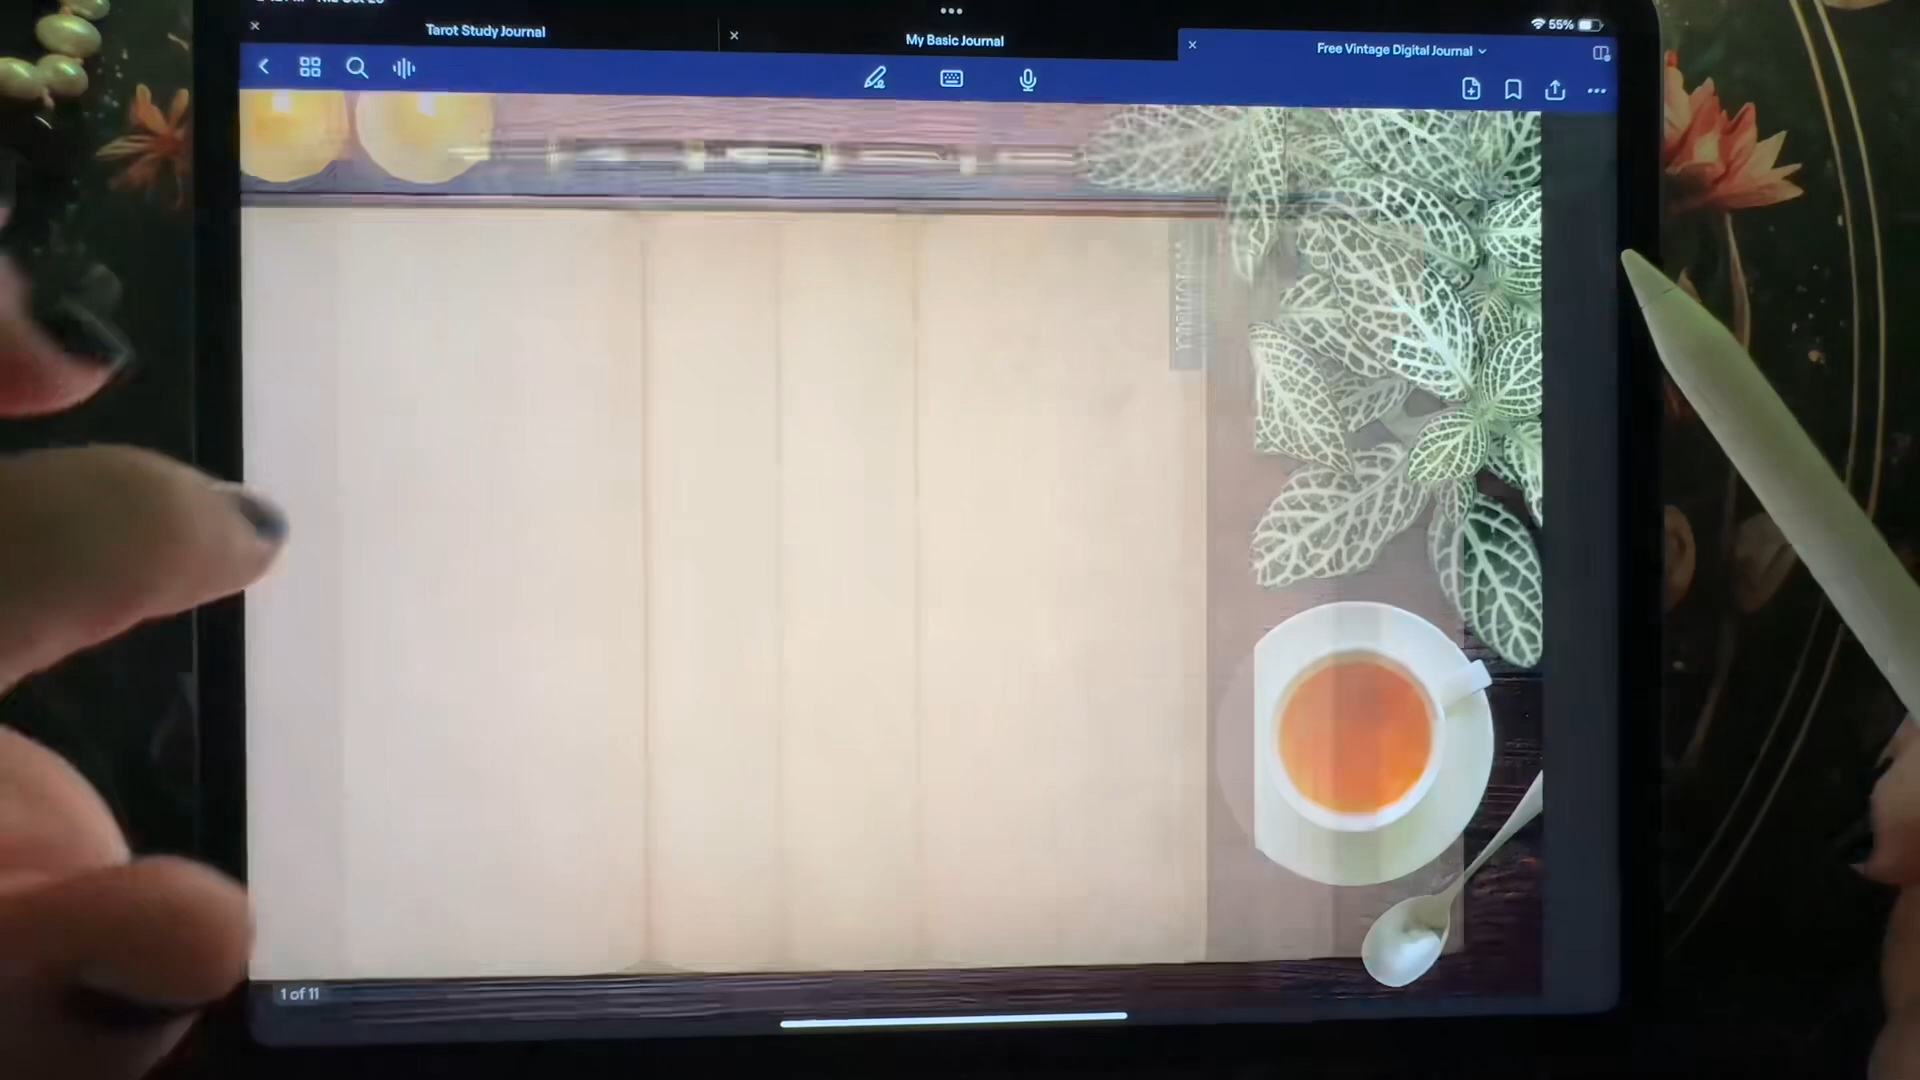 Tarot Study Journal
My Basic Journal
Free Vintage Digital Journal
55%
1 of 11